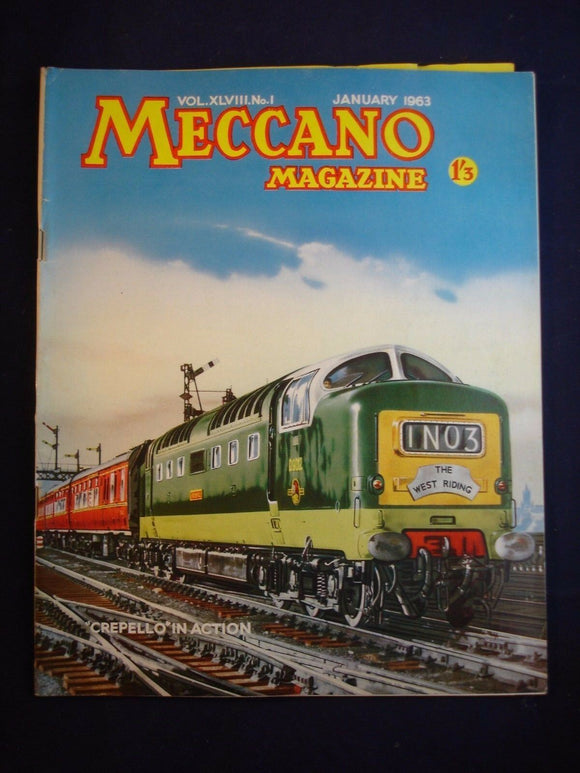 VOL. XLVIII. No. 1 JANUARY 1963
MECCANO
MAGAZINE
1/3
1N03
THE
WEST RIDING
"CREPELLO" IN ACTION